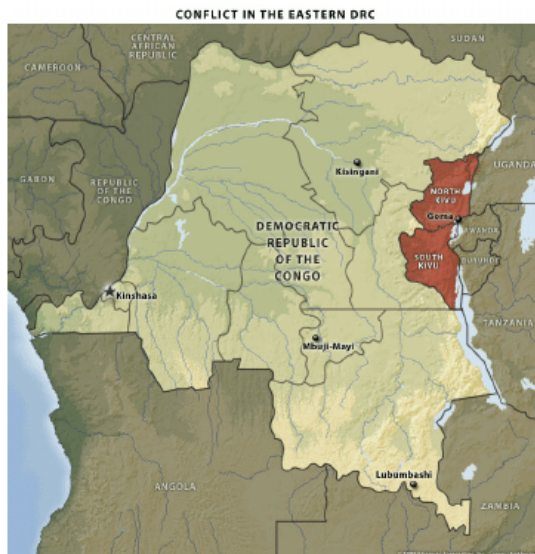 CONFLICT IN THE EASTERN DRC
SUDAN
CENTRAL
AFRICAN
REPUBLIC
CAMEROON
UGANDA
Kisingani
GABON
REPUBLIC
OF THE
CONGO
NORTH
KIVU
Goma
RWANDA
DEMOCRATIC
REPUBLIC
OF THE
CONGO
SOUTH
KIVU
BURUNDI
Kinshasa
TANZANIA
Mbuji-Mayi
Lubumbashi
ANGOLA
ZAMBIA